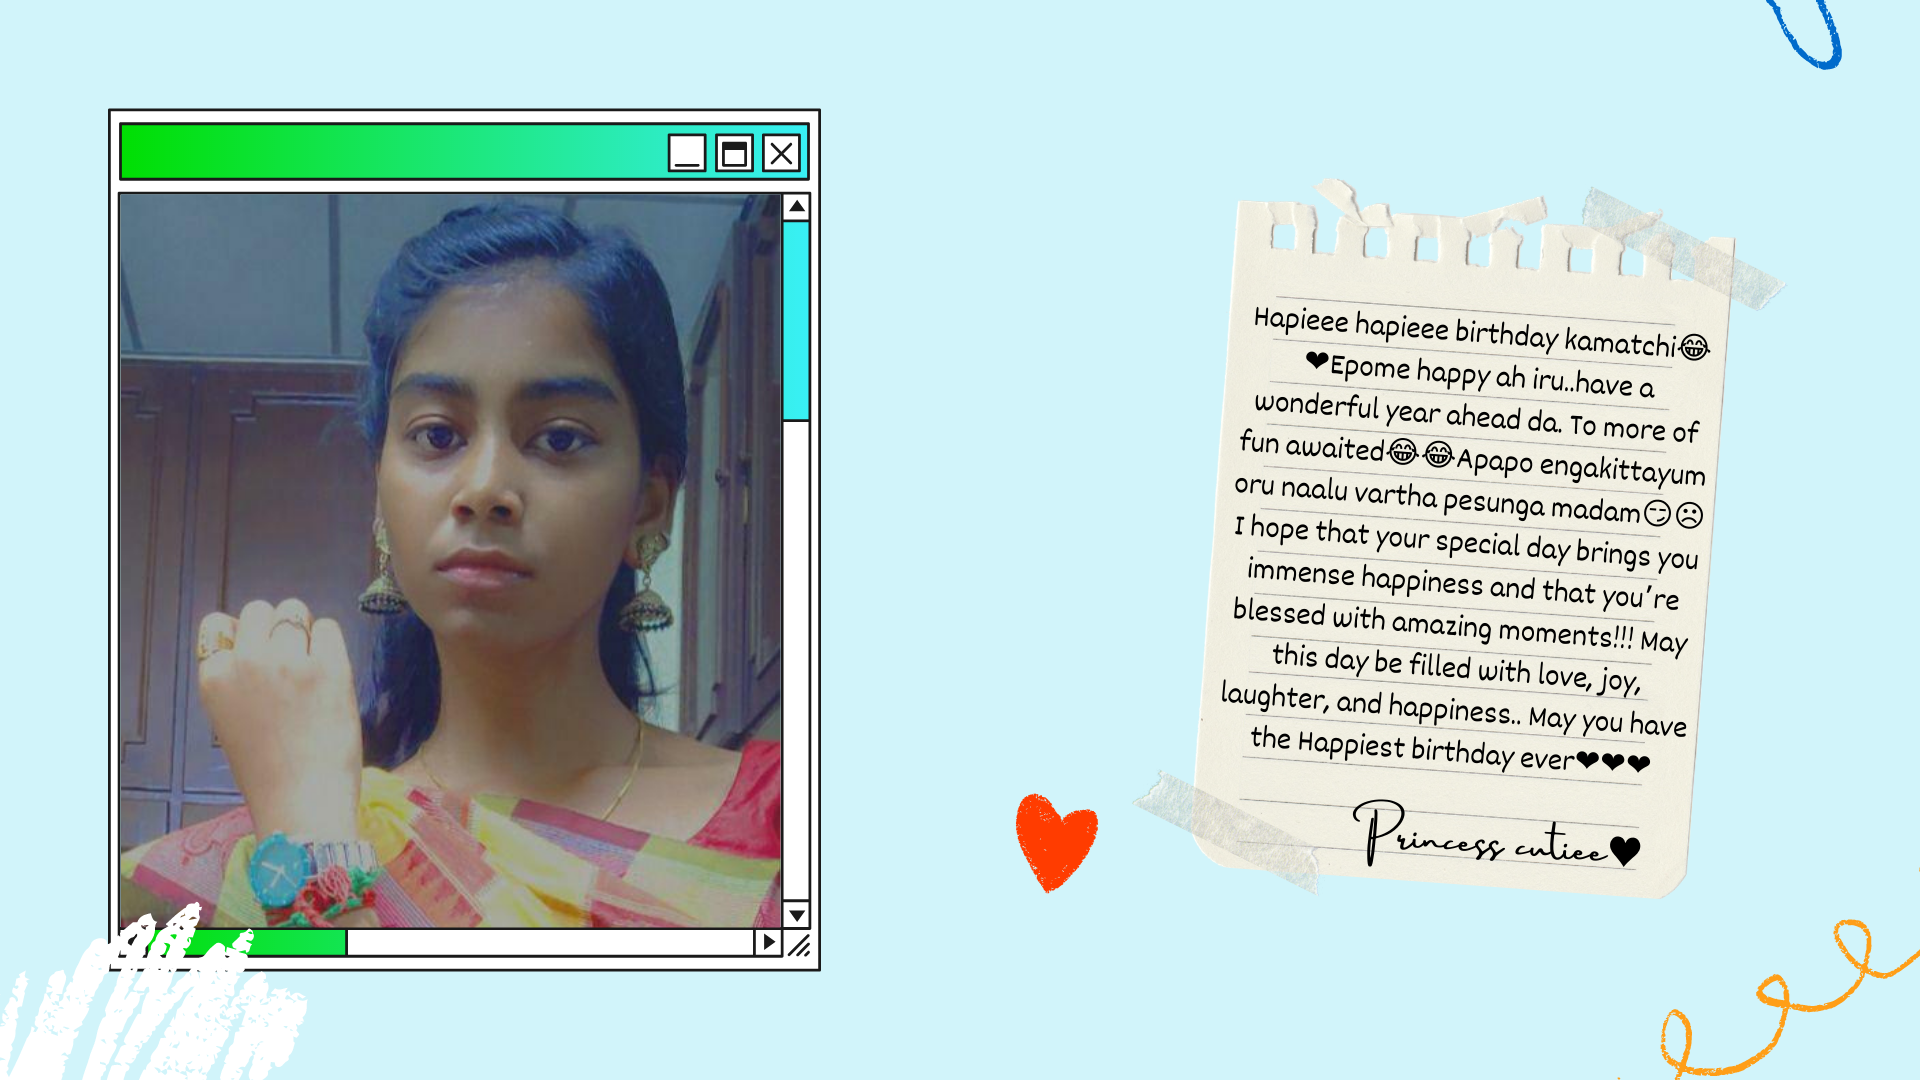 Hapieee hapieee birthday kamatchi😂
❤Epome happy ah iru..have a
wonderful year ahead da. To more of
fun awaited😂😂Apapo engakittayum
oru naalu vartha pesunga madam😏☹
I hope that your special day brings you
immense happiness and that you’re
blessed with amazing moments!!! May
this day be filled with love, joy,
laughter, and happiness.. May you have
the Happiest birthday ever❤❤❤
Princess cutiee♥